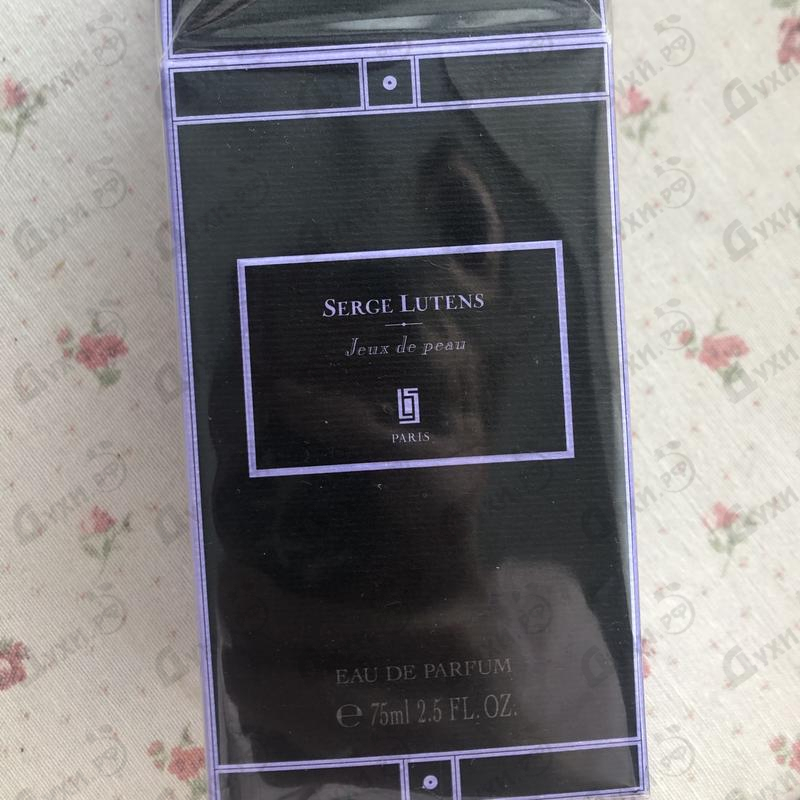 SERGE LUTENS
Jeux de peau
PARIS
EAU DE PARFUM
e 75ml 2.5 FL. OZ.
Духи.рф